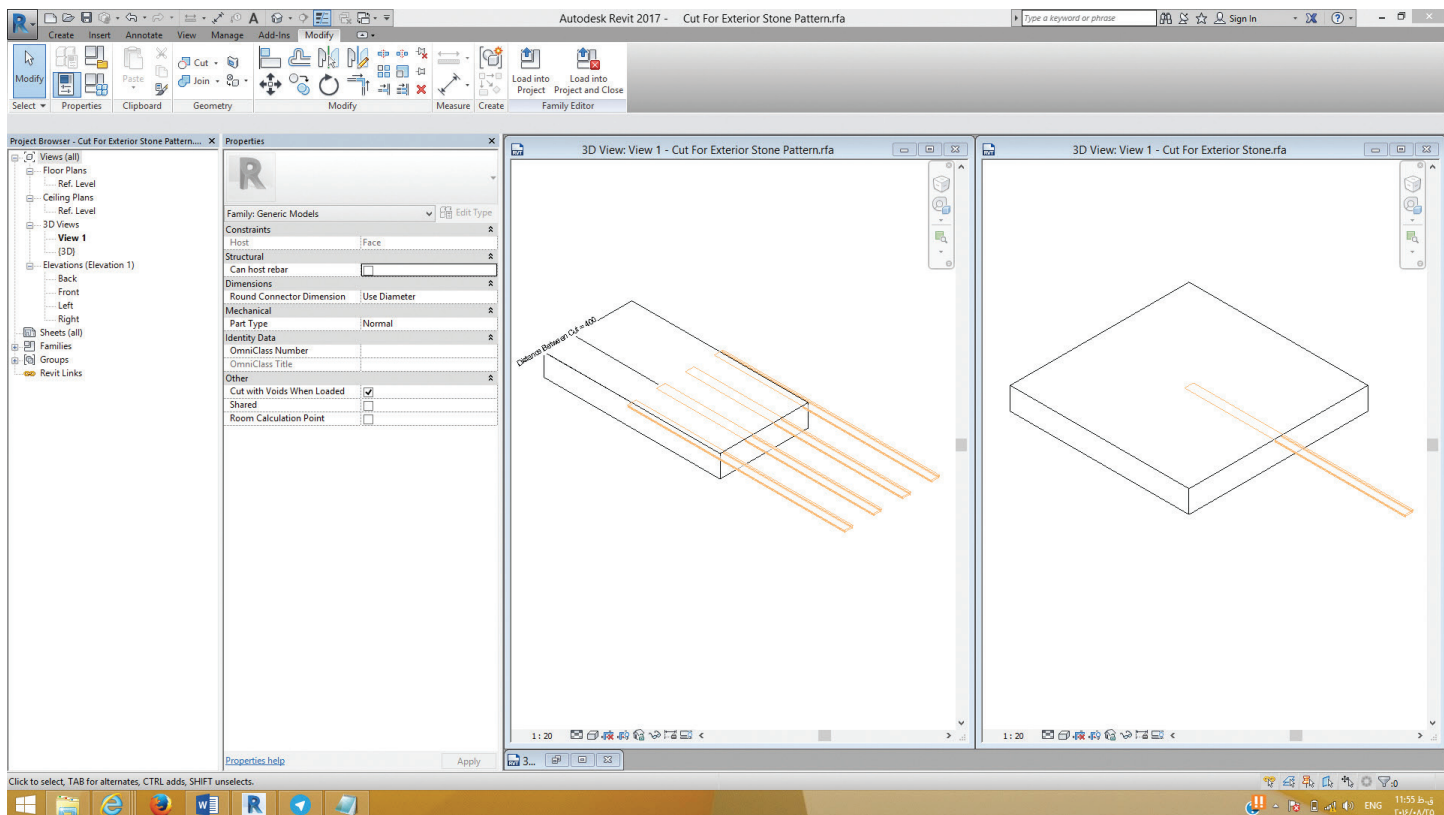 Autodesk Revit 2017 - Cut For Exterior Stone Pattern.rfa
Type a keyword or phrase
Sign In
Create Insert Annotate View Manage Add-Ins Modify
Modify
Paste
Cut
Join
Load into Project
Load into Project and Close
Select Properties Clipboard Geometry Modify Measure Create Family Editor
Project Browser - Cut For Exterior Stone Pattern....
Views (all)
Floor Plans
Ref. Level
Ceiling Plans
Ref. Level
3D Views
View 1
{3D}
Elevations (Elevation 1)
Back
Front
Left
Right
Sheets (all)
Families
Groups
Revit Links
Properties
Family: Generic Models
Edit Type
Constraints
Host Face
Structural
Can host rebar
Dimensions
Round Connector Dimension Use Diameter
Mechanical
Part Type Normal
Identity Data
OmniClass Number
OmniClass Title
Other
Cut with Voids When Loaded
Shared
Room Calculation Point
Properties help
Apply
3D View: View 1 - Cut For Exterior Stone Pattern.rfa
Distance Between Cut = 400
1 : 20
3D View: View 1 - Cut For Exterior Stone.rfa
1 : 20
3...
Click to select, TAB for alternates, CTRL adds, SHIFT unselects.
:0
ENG
11:55 ق.ظ
۲۰۱۶/۰۸/۲۵